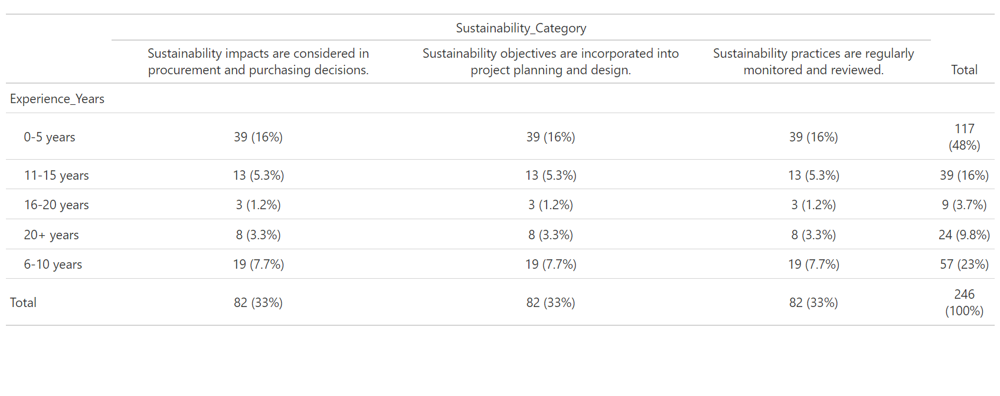 Sustainability_Category
Sustainability impacts are considered in procurement and purchasing decisions. Sustainability objectives are incorporated into project planning and design. Sustainability practices are regularly monitored and reviewed. Total
Experience_Years
0-5 years 39 (16%) 39 (16%) 39 (16%) 117 (48%)
11-15 years 13 (5.3%) 13 (5.3%) 13 (5.3%) 39 (16%)
16-20 years 3 (1.2%) 3 (1.2%) 3 (1.2%) 9 (3.7%)
20+ years 8 (3.3%) 8 (3.3%) 8 (3.3%) 24 (9.8%)
6-10 years 19 (7.7%) 19 (7.7%) 19 (7.7%) 57 (23%)
Total 82 (33%) 82 (33%) 82 (33%) 246 (100%)